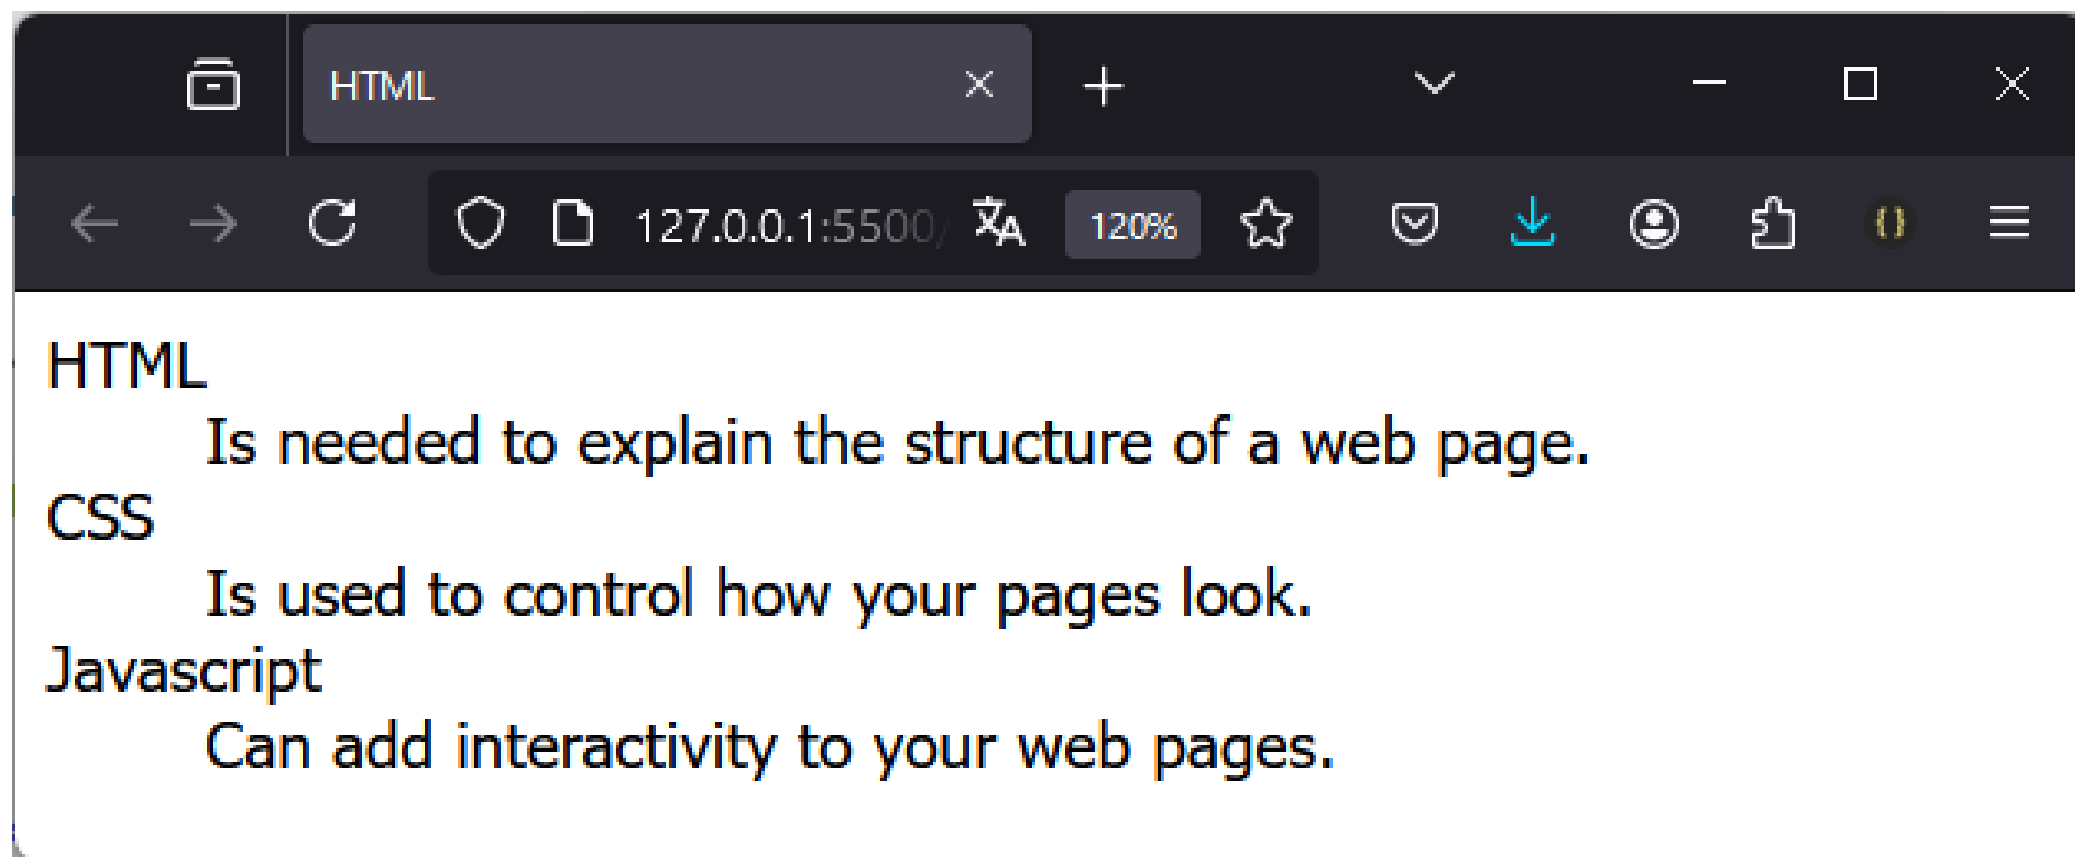 HTML
127.0.0.1:5500/
120%
HTML
Is needed to explain the structure of a web page.
CSS
Is used to control how your pages look.
Javascript
Can add interactivity to your web pages.